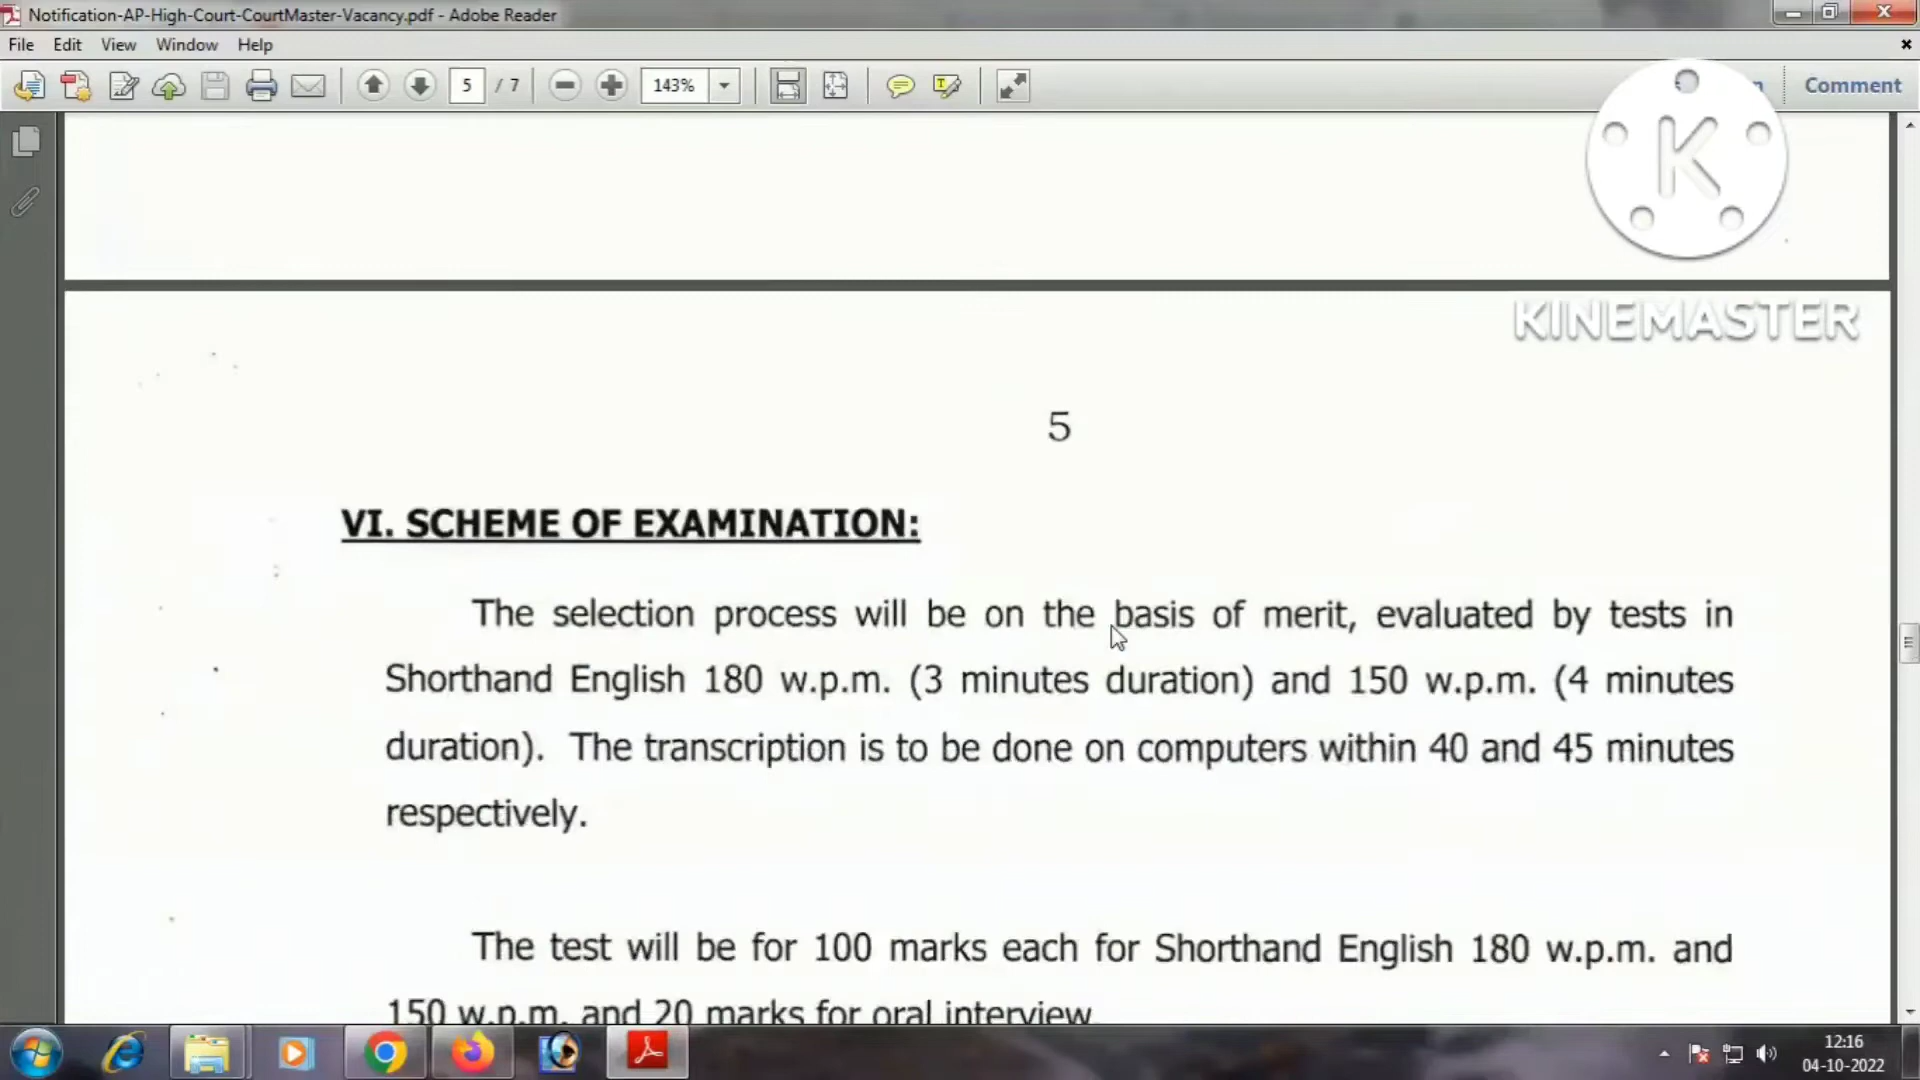 Notification-AP-High-Court-CourtMaster-Vacancy.pdf - Adobe Reader
File Edit View Window Help
5 / 7 143% Comment
K
KINEMASTER
5
VI. SCHEME OF EXAMINATION:
The selection process will be on the basis of merit, evaluated by tests in
Shorthand English 180 w.p.m. (3 minutes duration) and 150 w.p.m. (4 minutes
duration). The transcription is to be done on computers within 40 and 45 minutes
respectively.
The test will be for 100 marks each for Shorthand English 180 w.p.m. and
150 w.p.m. and 20 marks for oral interview.
12:16
04-10-2022